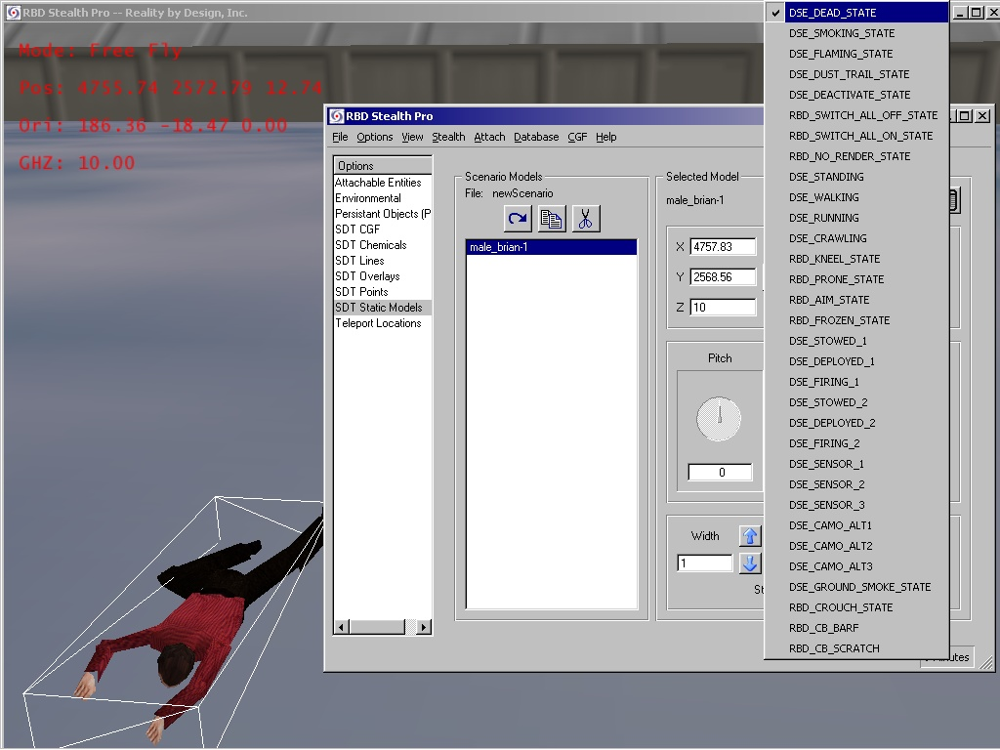 RBD Stealth Pro -- Reality by Design, Inc.
Mode: Free Fly
Pos: 4755.74 2572.79 12.74
Ori: 186.36 -18.47 0.00
GHZ: 10.00
RBD Stealth Pro
File Options View Stealth Attach Database CGF Help
Options
Attachable Entities
Environmental
Persistant Objects (P
SDT CGF
SDT Chemicals
SDT Lines
SDT Overlays
SDT Points
SDT Static Models
Teleport Locations
Scenario Models
File: newScenario
male_brian-1
Selected Model
male_brian-1
X 4757.83
Y 2568.56
Z 10
Pitch
0
Width
1
DSE_DEAD_STATE
DSE_SMOKING_STATE
DSE_FLAMING_STATE
DSE_DUST_TRAIL_STATE
DSE_DEACTIVATE_STATE
RBD_SWITCH_ALL_OFF_STATE
RBD_SWITCH_ALL_ON_STATE
RBD_NO_RENDER_STATE
DSE_STANDING
DSE_WALKING
DSE_RUNNING
DSE_CRAWLING
RBD_KNEEL_STATE
RBD_PRONE_STATE
RBD_AIM_STATE
RBD_FROZEN_STATE
DSE_STOWED_1
DSE_DEPLOYED_1
DSE_FIRING_1
DSE_STOWED_2
DSE_DEPLOYED_2
DSE_FIRING_2
DSE_SENSOR_1
DSE_SENSOR_2
DSE_SENSOR_3
DSE_CAMO_ALT1
DSE_CAMO_ALT2
DSE_CAMO_ALT3
DSE_GROUND_SMOKE_STATE
RBD_CROUCH_STATE
RBD_CB_BARF
RBD_CB_SCRATCH